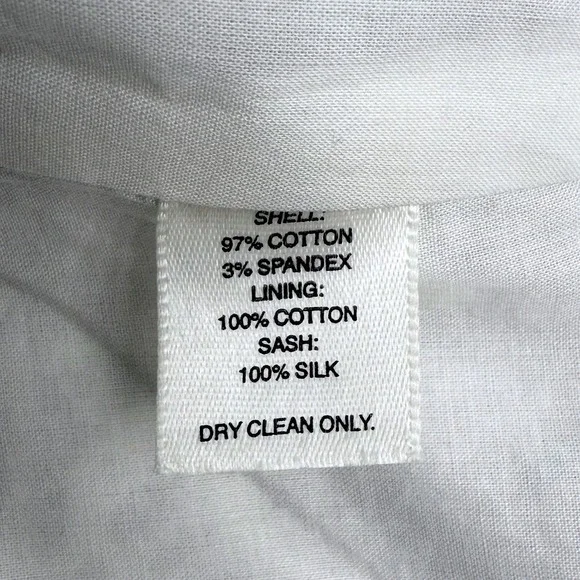 SHELL:
97% COTTON
3% SPANDEX
LINING:
100% COTTON
SASH:
100% SILK
DRY CLEAN ONLY.